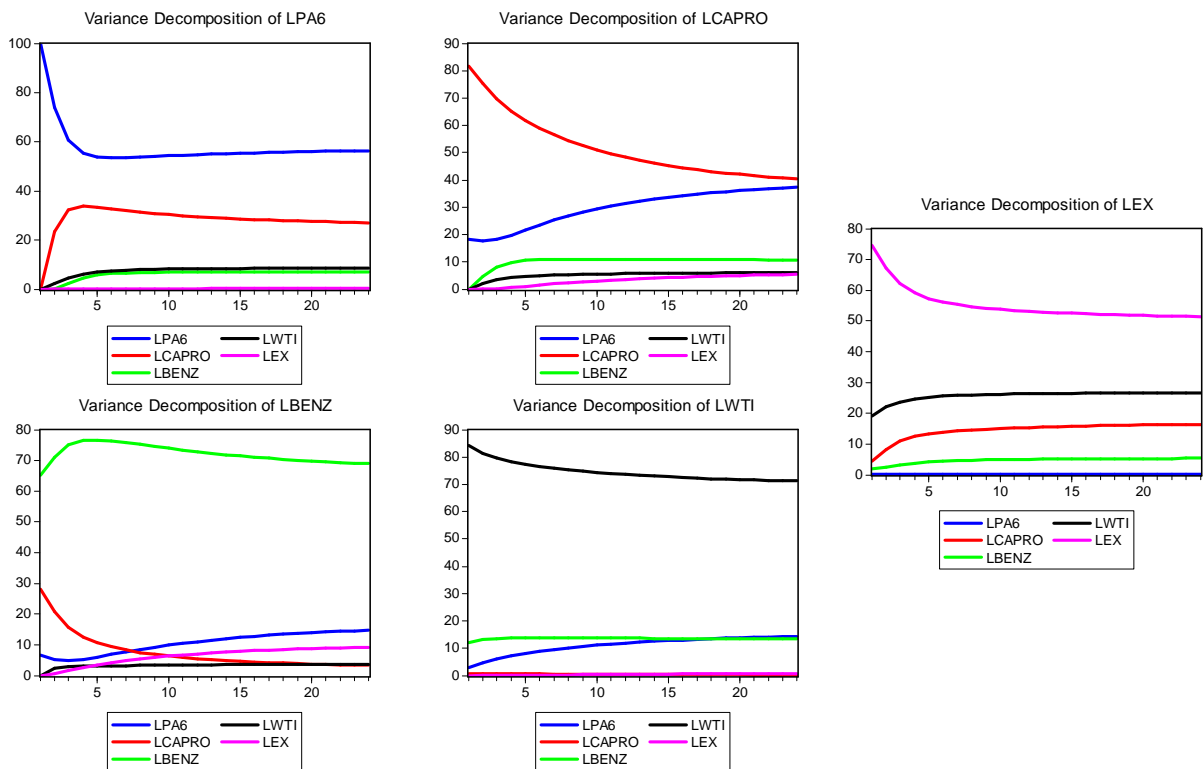 Variance Decomposition of LPA6
100
80
60
40
20
0
5 10 15 20
LPA6 LWTI
LCAPRO LEX
LBENZ
Variance Decomposition of LCAPRO
90
80
70
60
50
40
30
20
10
0
5 10 15 20
LPA6 LWTI
LCAPRO LEX
LBENZ
Variance Decomposition of LEX
80
70
60
50
40
30
20
10
0
5 10 15 20
LPA6 LWTI
LCAPRO LEX
LBENZ
Variance Decomposition of LBENZ
80
70
60
50
40
30
20
10
0
5 10 15 20
LPA6 LWTI
LCAPRO LEX
LBENZ
Variance Decomposition of LWTI
90
80
70
60
50
40
30
20
10
0
5 10 15 20
LPA6 LWTI
LCAPRO LEX
LBENZ